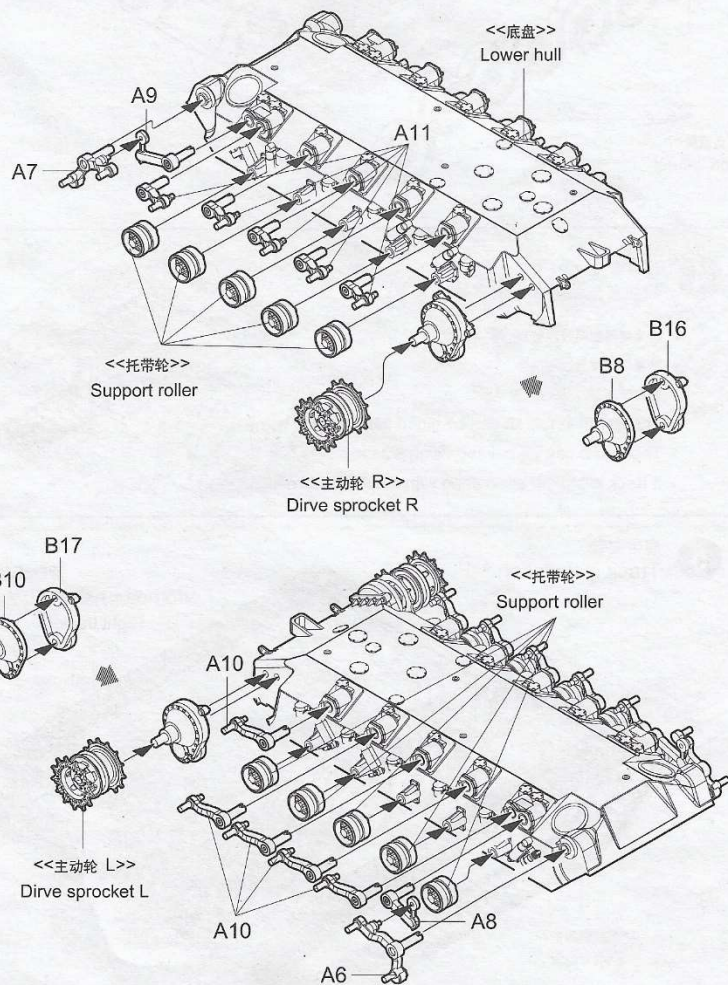 <<底盘>>
Lower hull
A9
A11
A7
<<托带轮>>
Support roller
B16
B8
<<主动轮 R>>
Dirve sprocket R
B17
B10
<<托带轮>>
Support roller
A10
<<主动轮 L>>
Dirve sprocket L
A10
A8
A6